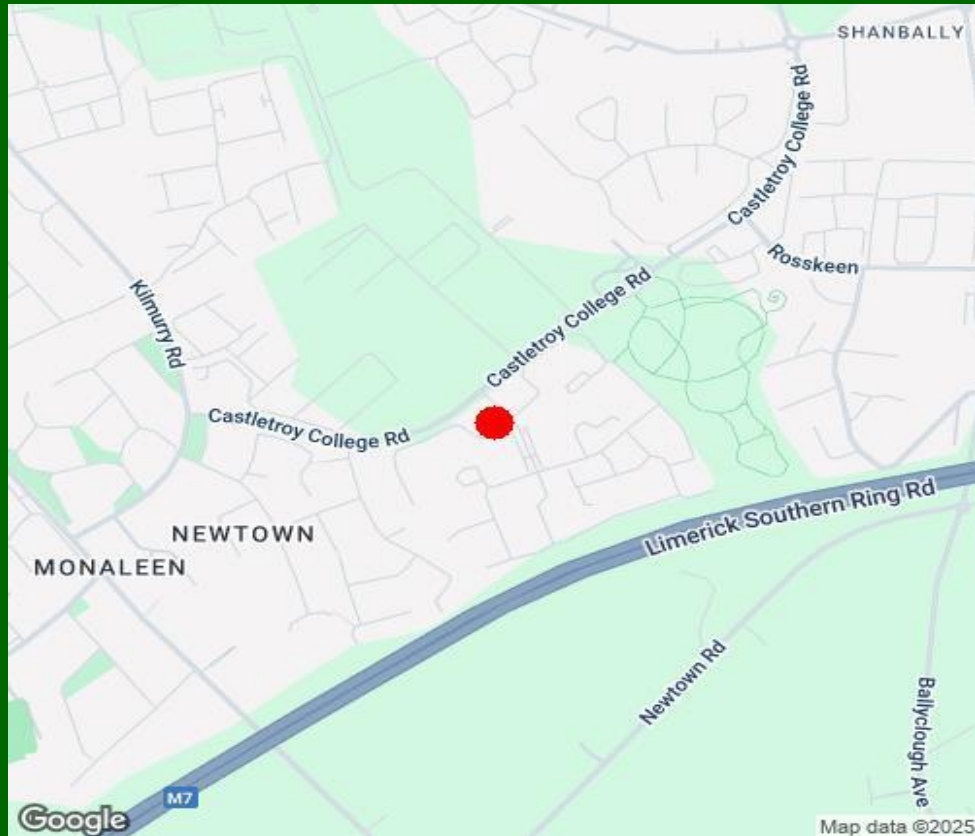 SHANBALLY
Castletroy College Rd
Rosskeen
Kilmurry Rd
Castletroy College Rd
Castletroy College Rd
Limerick Southern Ring Rd
NEWTOWN
MONALEEN
Newtown Rd
Ballyclough Ave
M7
Google
Map data ©2025